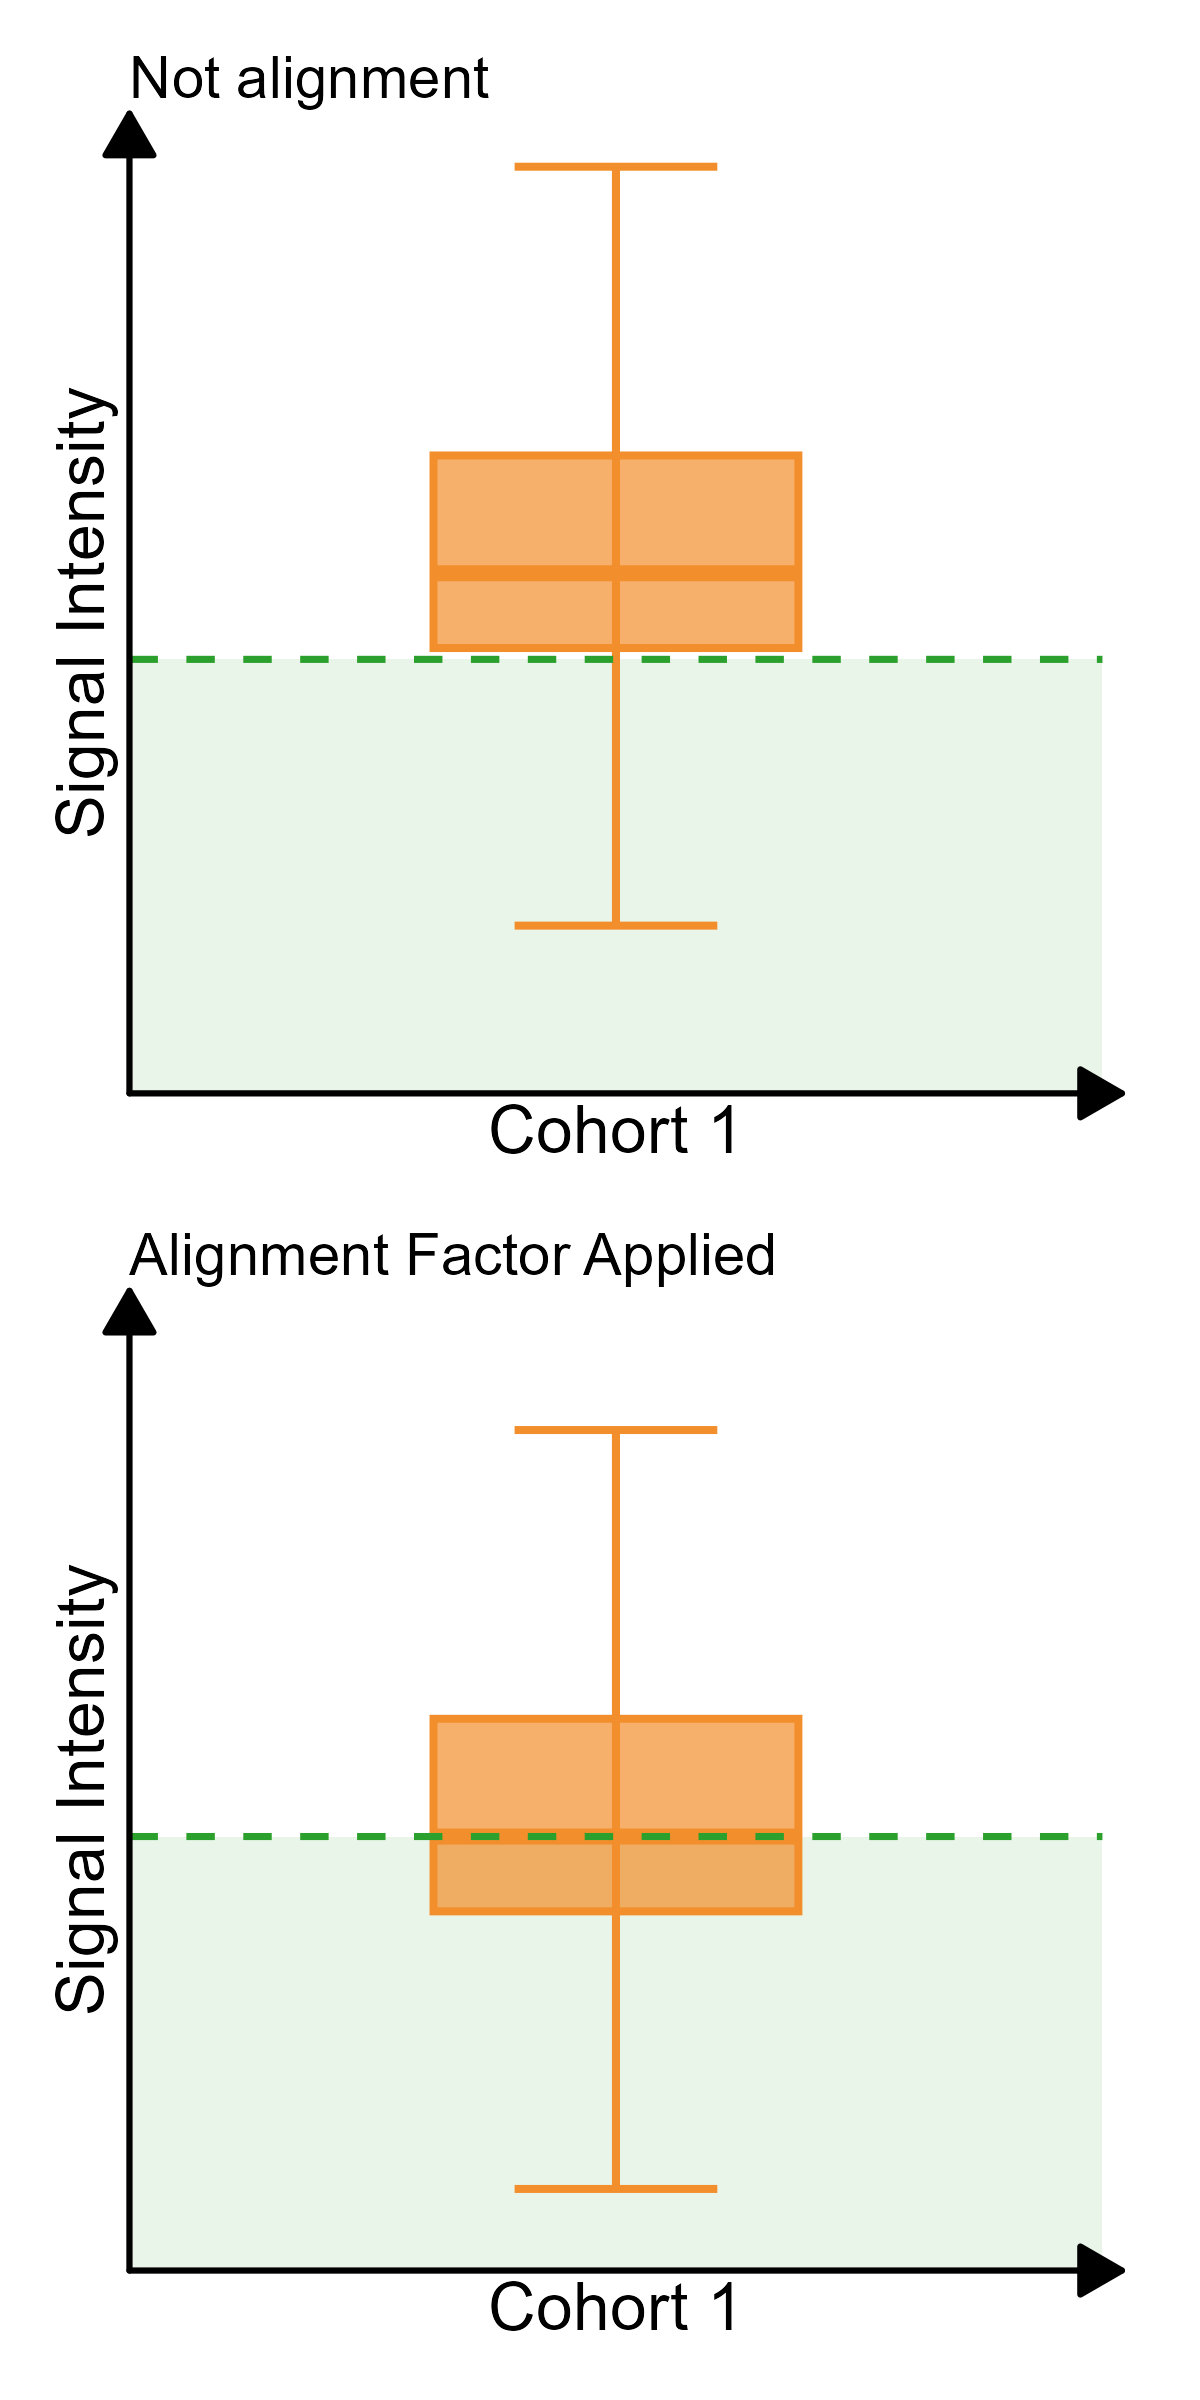 Not alignment
Signal Intensity
Cohort 1
Alignment Factor Applied
Signal Intensity
Cohort 1